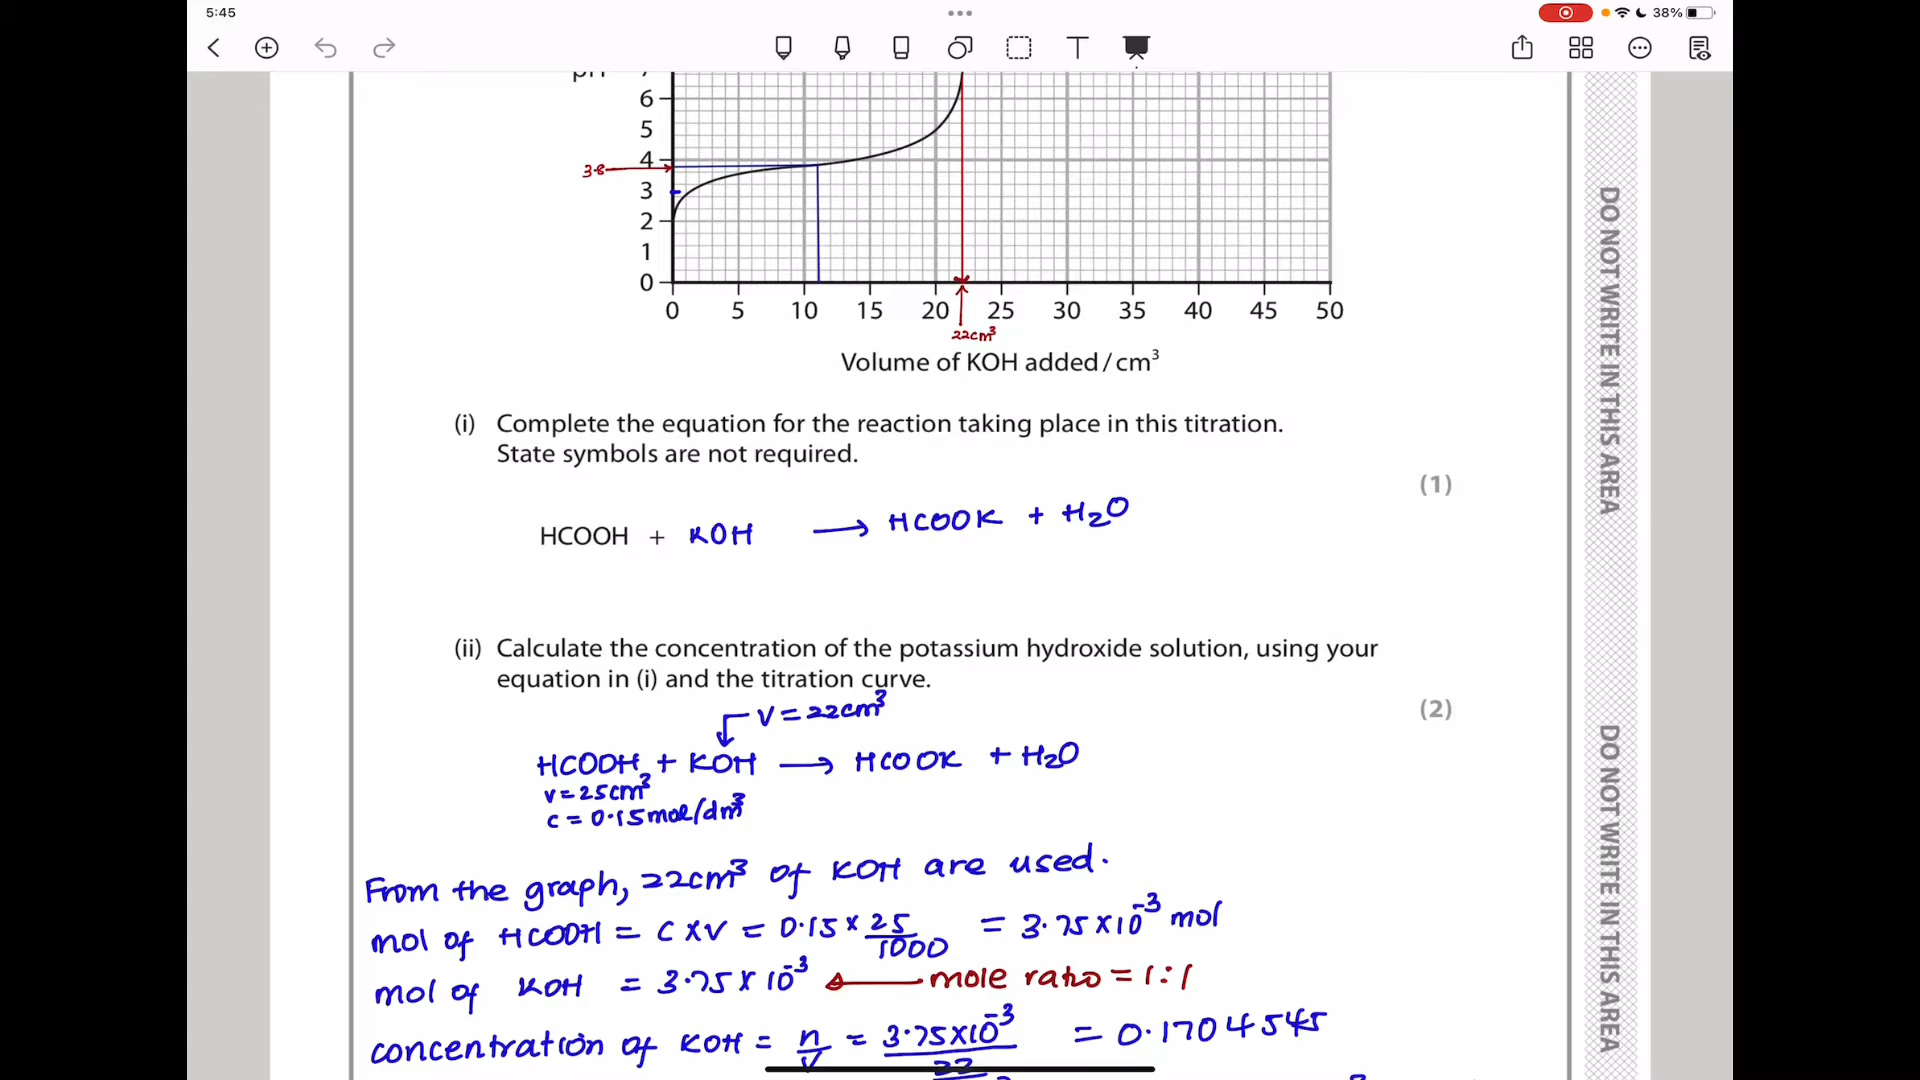 5:45
38%
pH 7
6
5
4
3.8
3
2
1
0
0 5 10 15 20 25 30 35 40 45 50
22cm³
Volume of KOH added/cm³
(i) Complete the equation for the reaction taking place in this titration.
State symbols are not required.
(1)
HCOOH + KOH → HCOOK + H₂O
(ii) Calculate the concentration of the potassium hydroxide solution, using your
equation in (i) and the titration curve.
(2)
V = 22cm³
HCOOH + KOH → HCOOK + H₂O
V = 25cm³
C = 0.15mol/dm³
From the graph, 22cm³ of KOH are used.
mol of HCOOH = C×V = 0.15 × 25/1000 = 3.75×10⁻³ mol
mol of KOH = 3.75×10⁻³ ← mole ratio = 1:1
concentration of KOH = n/V = 3.75×10⁻³/22 = 0.1704545
DO NOT WRITE IN THIS AREA
DO NOT WRITE IN THIS AREA